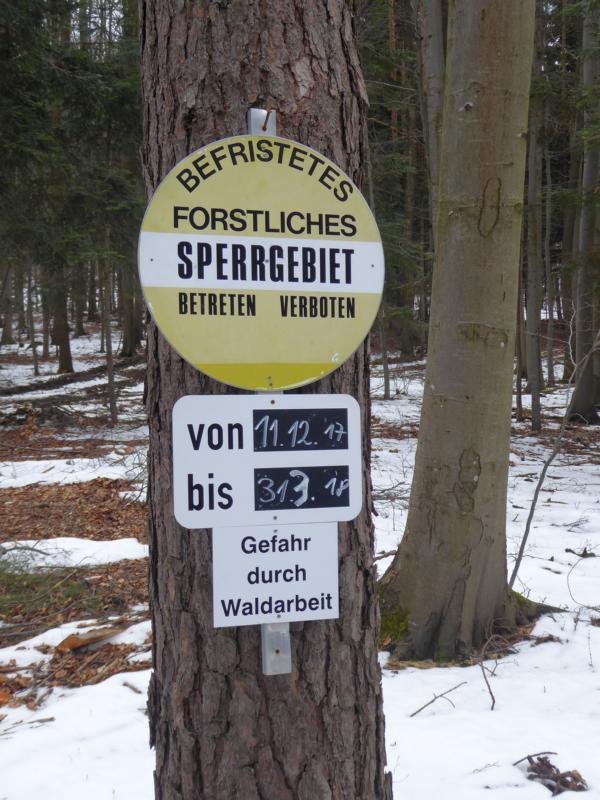 BEFRISTETES
FORSTLICHES
SPERRGEBIET
BETRETEN VERBOTEN
von 11.12.17
bis 31.3.18
Gefahr
durch
Waldarbeit